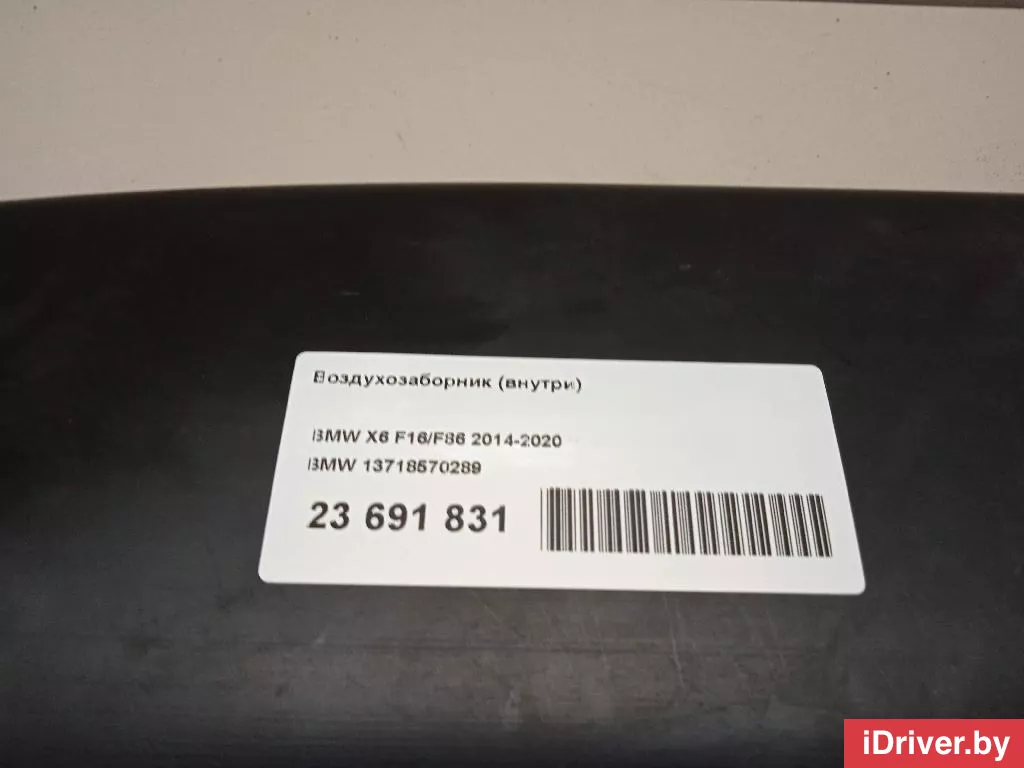 Воздухозаборник (внутри)
BMW X6 F16/F86 2014-2020
BMW 13718570289
23 691 831
iDriver.by